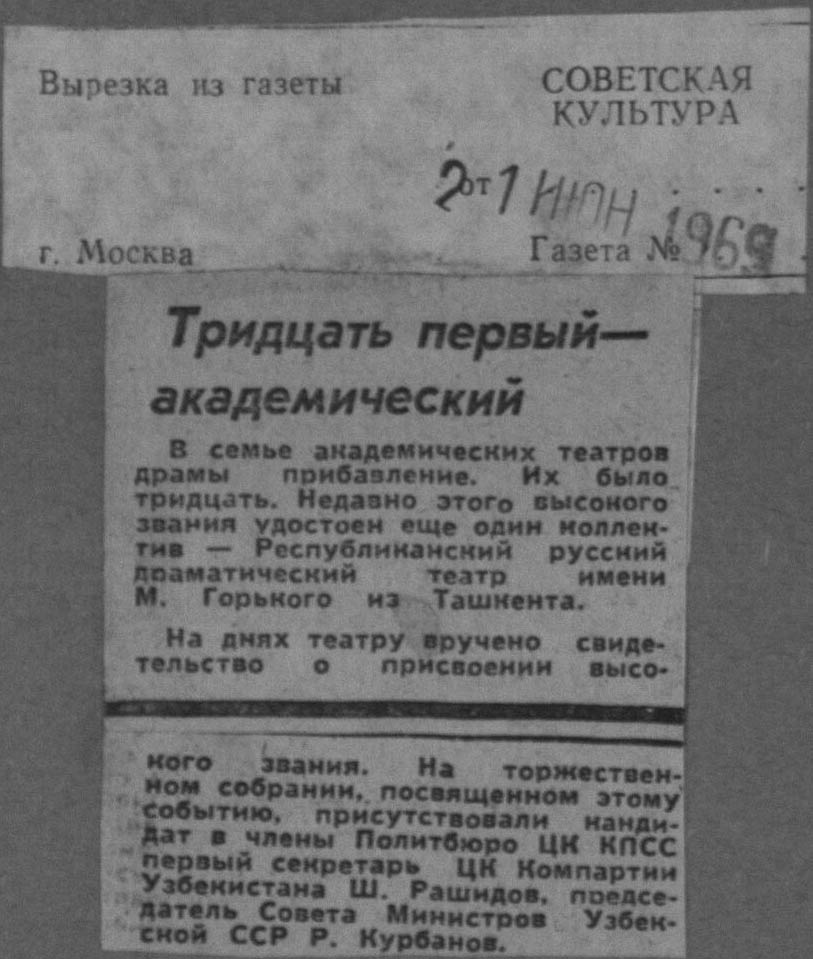 Вырезка из газеты
СОВЕТСКАЯ
КУЛЬТУРА
2 от 1 ИЮН 1969
г. Москва
Газета №
Тридцать первый—
академический
В семье академических театров
драмы прибавление. Их было
тридцать. Недавно этого высокого
звания удостоен еще один коллек-
тив — Республиканский русский
драматический театр имени
М. Горького из Ташкента.
На днях театру вручено свиде-
тельство о присвоении высо-
кого звания. На торжествен-
ном собрании, посвященном этому
событию, присутствовали канди-
дат в члены Политбюро ЦК КПСС
первый секретарь ЦК Компартии
Узбекистана Ш. Рашидов, предсе-
датель Совета Министров Узбек-
ской ССР Р. Курбанов.